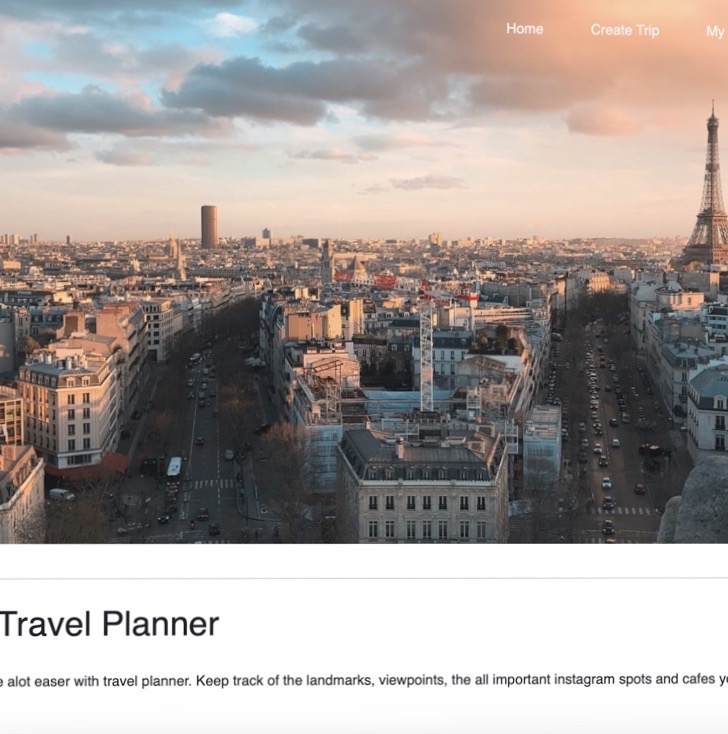 Home Create Trip My
Travel Planner
alot easer with travel planner. Keep track of the landmarks, viewpoints, the all important instagram spots and cafes